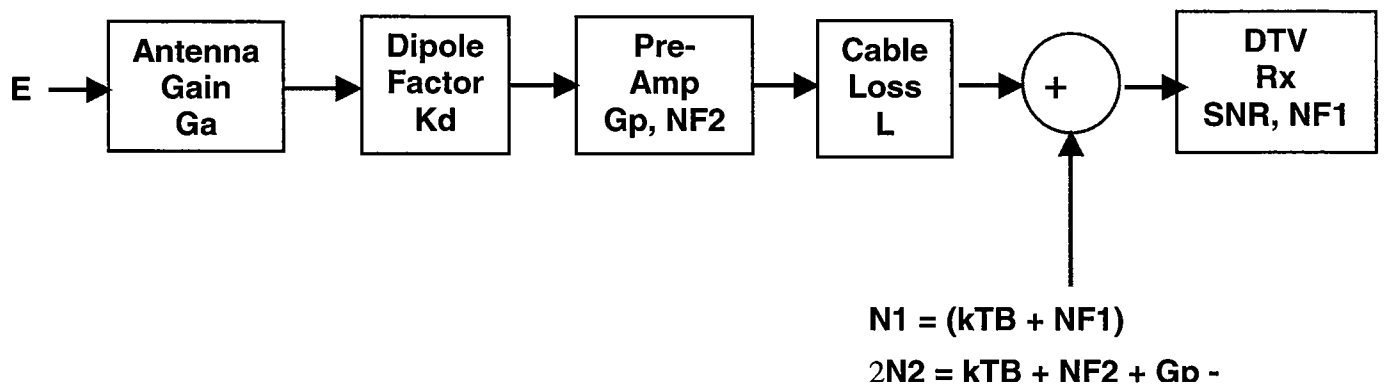 E
Antenna
Gain
Ga
Dipole
Factor
Kd
Pre-
Amp
Gp, NF2
Cable
Loss
L
+
DTV
Rx
SNR, NF1
N1 = (kTB + NF1)
2N2 = kTB + NF2 + Gp -